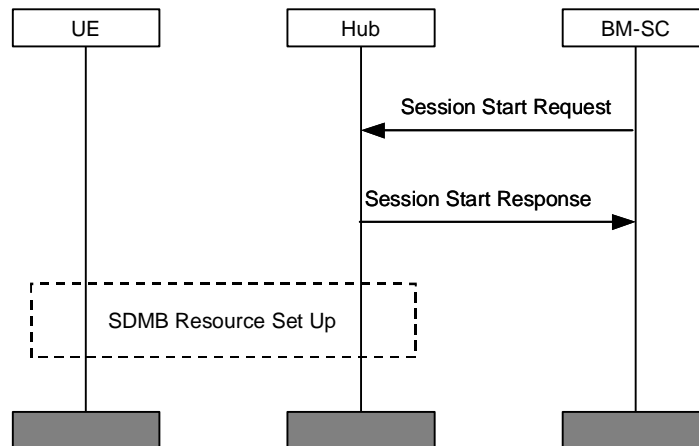 UE
Hub
BM-SC
Session Start Request
Session Start Response
SDMB Resource Set Up